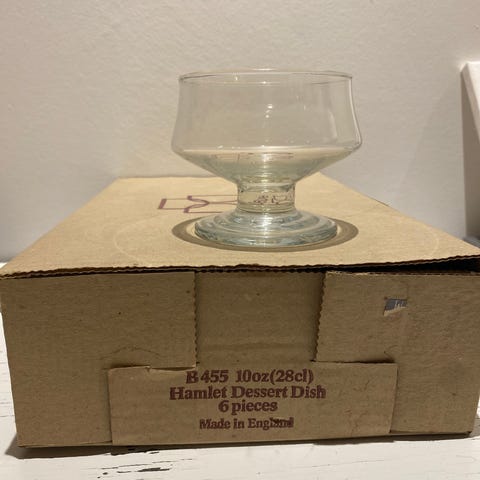 B455 10oz(28cl)
Hamlet Dessert Dish
6 pieces
Made in England